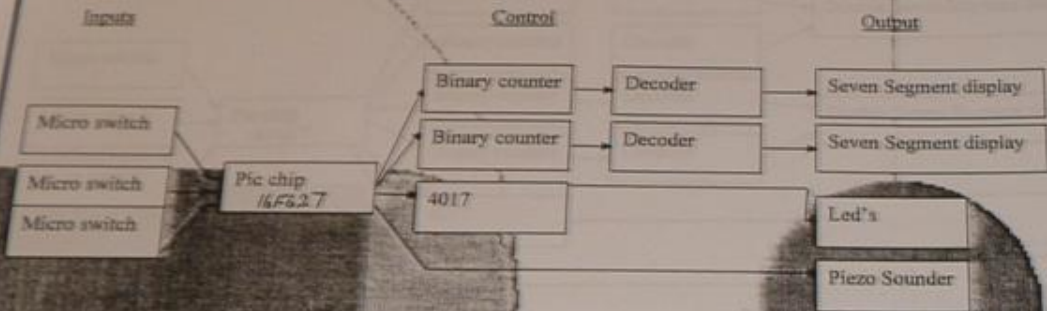 Inputs
Control
Output
Binary counter
Decoder
Seven Segment display
Micro switch
Binary counter
Decoder
Seven Segment display
Micro switch
Pic chip
16F627
4017
Micro switch
Led's
Piezo Sounder